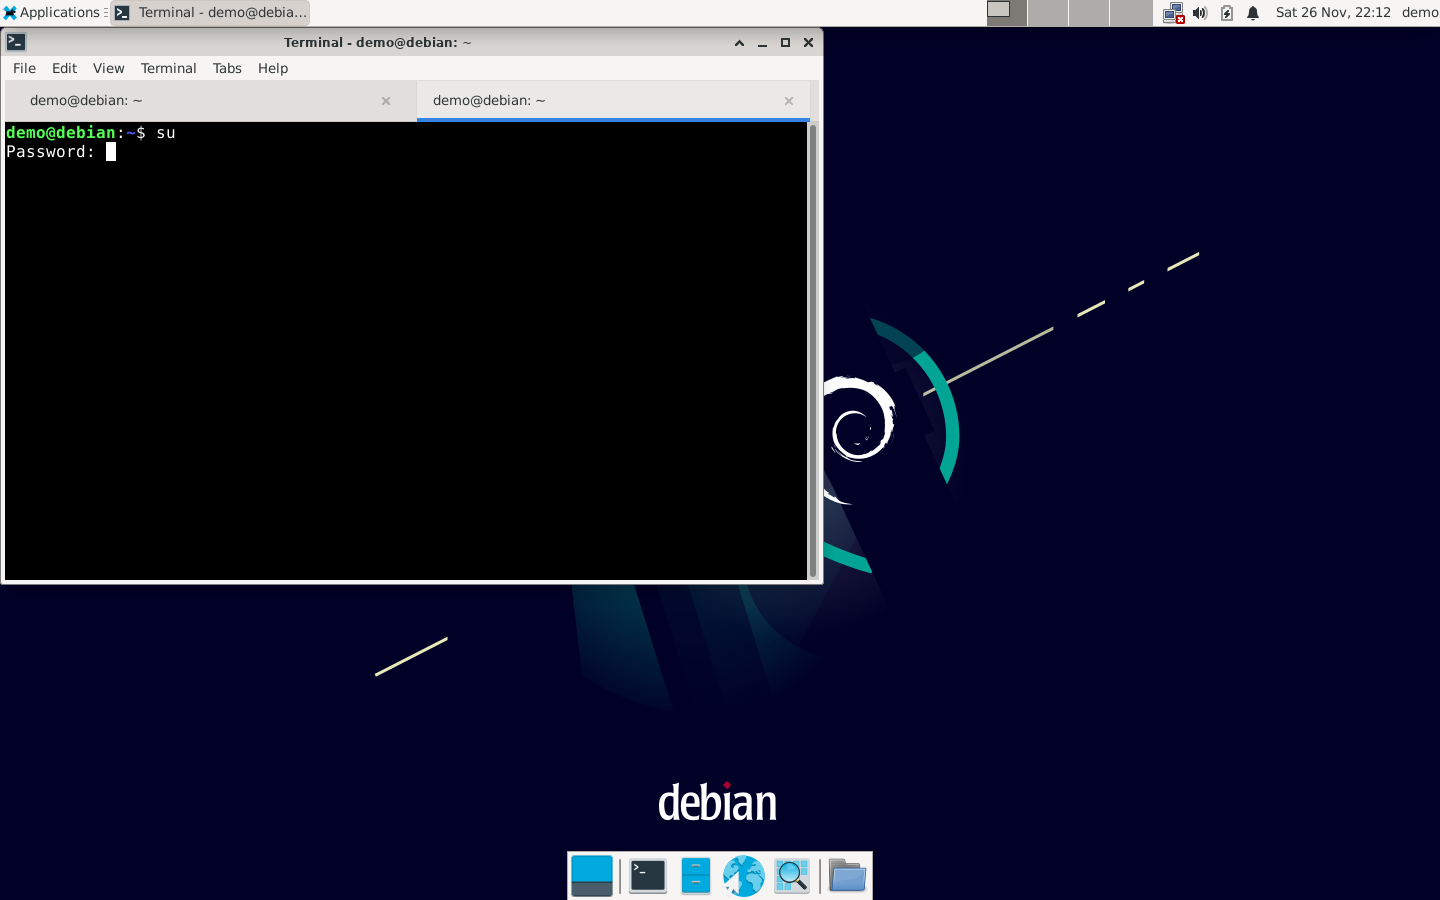 Applications
Terminal - demo@debia...
Sat 26 Nov, 22:12
demo
Terminal - demo@debian: ~
File Edit View Terminal Tabs Help
demo@debian: ~
demo@debian: ~
demo@debian:~$ su
Password:
debian